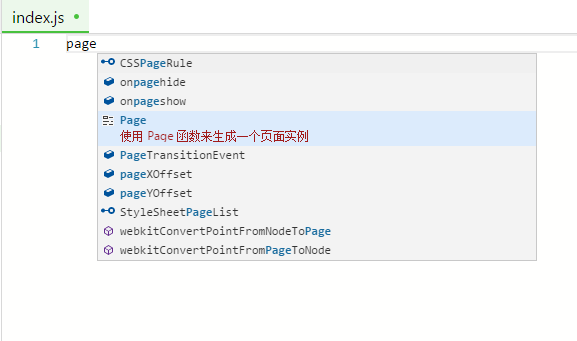 index.js
1 page
CSSPageRule
onpagehide
onpageshow
Page
使用 Page 函数来生成一个页面实例
PageTransitionEvent
pageXOffset
pageYOffset
StyleSheetPageList
webkitConvertPointFromNodeToPage
webkitConvertPointFromPageToNode